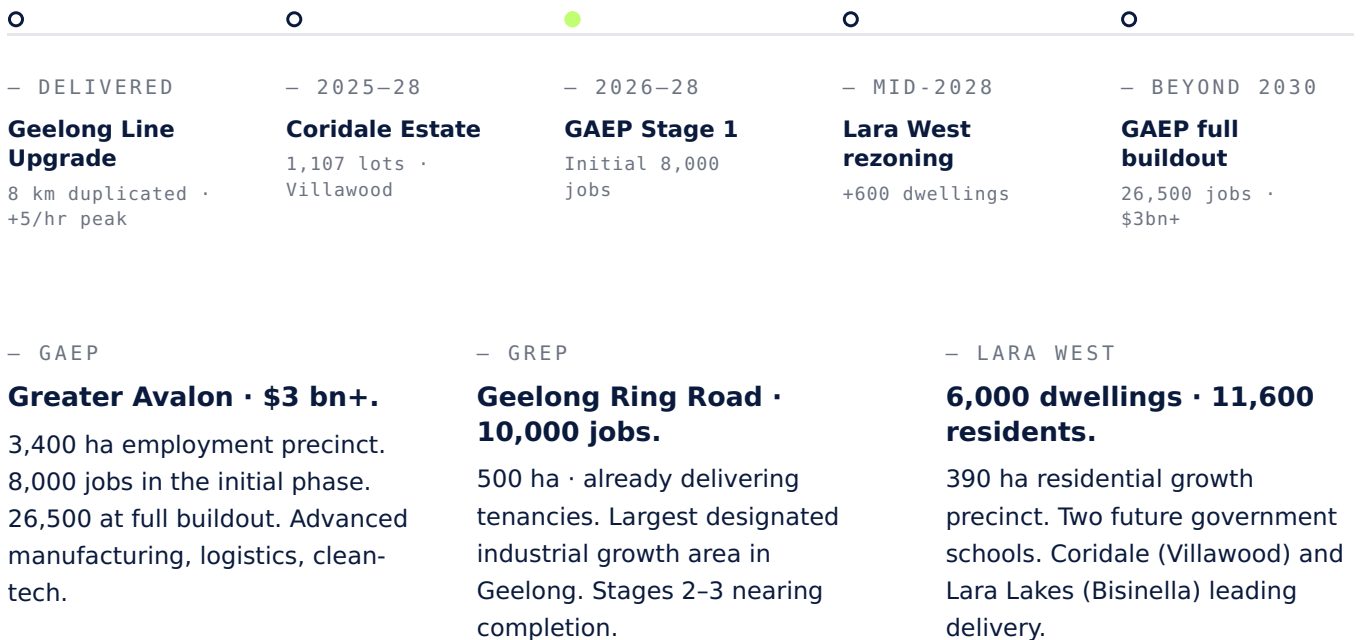 — DELIVERED
Geelong Line
Upgrade
8 km duplicated ·
+5/hr peak
— 2025–28
Coridale Estate
1,107 lots ·
Villawood
— 2026–28
GAEP Stage 1
Initial 8,000
jobs
— MID-2028
Lara West
rezoning
+600 dwellings
— BEYOND 2030
GAEP full
buildout
26,500 jobs ·
$3bn+
— GAEP
Greater Avalon · $3 bn+.
3,400 ha employment precinct.
8,000 jobs in the initial phase.
26,500 at full buildout. Advanced
manufacturing, logistics, clean-
tech.
— GREP
Geelong Ring Road ·
10,000 jobs.
500 ha · already delivering
tenancies. Largest designated
industrial growth area in
Geelong. Stages 2–3 nearing
completion.
— LARA WEST
6,000 dwellings · 11,600
residents.
390 ha residential growth
precinct. Two future government
schools. Coridale (Villawood) and
Lara Lakes (Bisinella) leading
delivery.